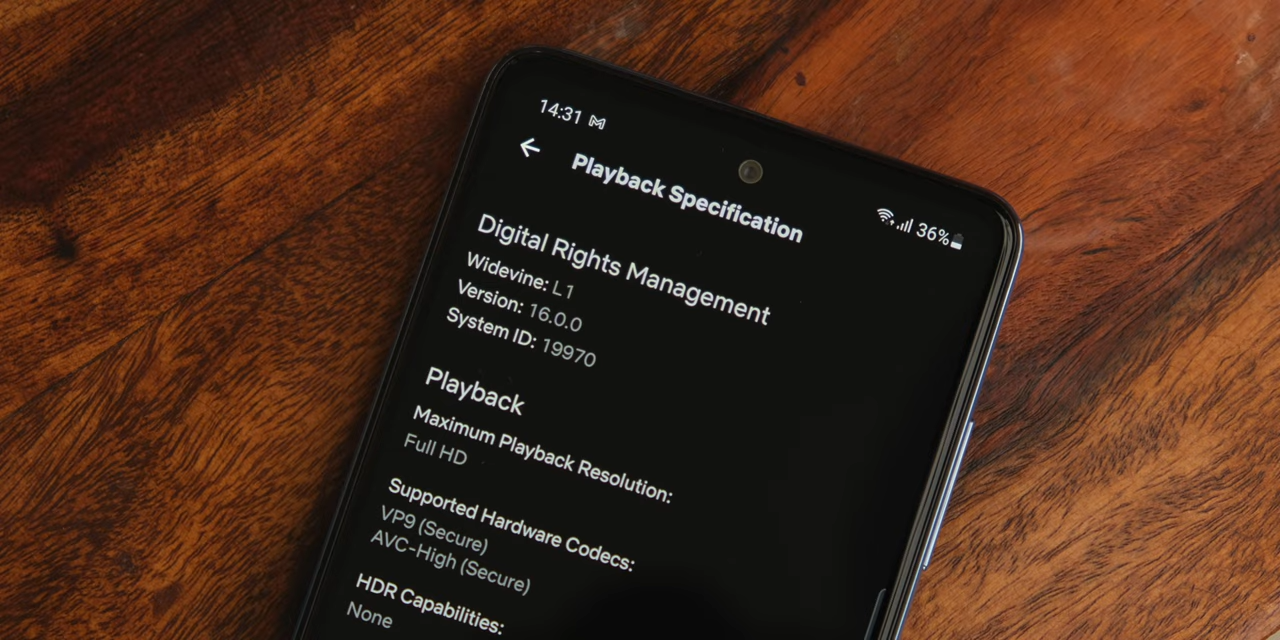 14:31
36%
Playback Specification
Digital Rights Management
Widevine: L1
Version: 16.0.0
System ID: 19970
Playback
Maximum Playback Resolution:
Full HD
Supported Hardware Codecs:
VP9 (Secure)
AVC-High (Secure)
HDR Capabilities:
None